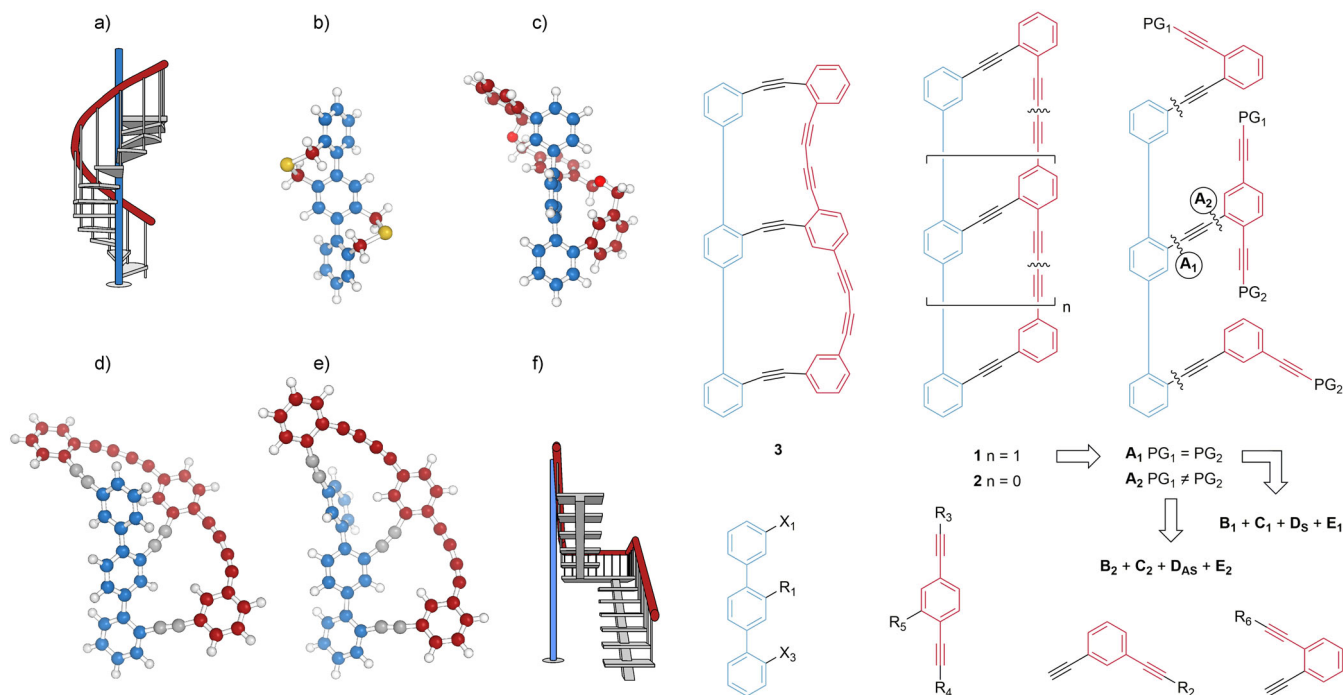 a)
b)
c)
d)
e)
f)
3
n
1 n = 1
2 n = 0
PG₁
PG₁
A₂
A₁
PG₂
PG₂
A₁ PG₁ = PG₂
A₂ PG₁ ≠ PG₂
B₁ + C₁ + Dₛ + E₁
B₂ + C₂ + D_AS + E₂
X₁
R₁
X₃
R₃
R₅
R₄
R₂
R₆